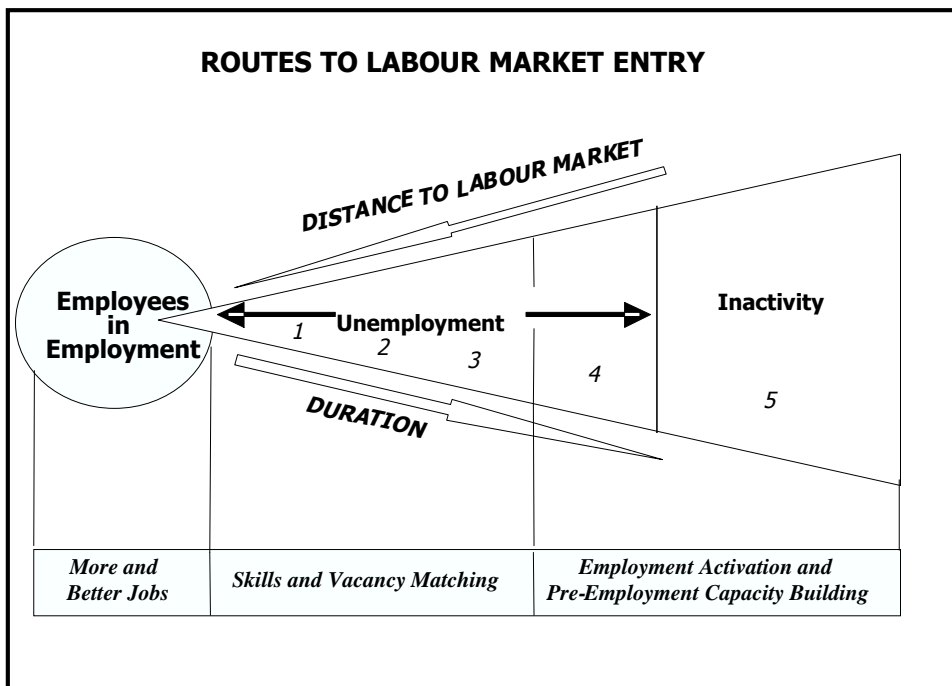 ROUTES TO LABOUR MARKET ENTRY
DISTANCE TO LABOUR MARKET
Employees
in
Employment
Unemployment
Inactivity
1
2
3
4
5
DURATION
More and
Better Jobs
Skills and Vacancy Matching
Employment Activation and
Pre-Employment Capacity Building